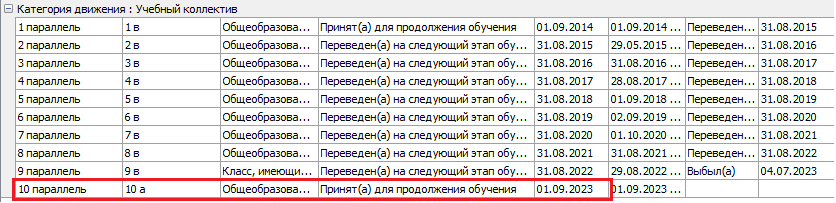 Категория движения : Учебный коллектив
1 параллель 1 в Общеобразова... Принят(а) для продолжения обучения 01.09.2014 01.09.2014 ... Переведен... 31.08.2015
2 параллель 2 в Общеобразова... Переведен(а) на следующий этап обу... 31.08.2015 29.05.2015 ... Переведен... 31.08.2016
3 параллель 3 в Общеобразова... Переведен(а) на следующий этап обу... 31.08.2016 31.08.2016 ... Переведен... 31.08.2017
4 параллель 4 в Общеобразова... Переведен(а) на следующий этап обу... 31.08.2017 28.08.2017 ... Переведен... 31.08.2018
5 параллель 5 в Общеобразова... Переведен(а) на следующий этап обу... 31.08.2018 01.09.2018 ... Переведен... 31.08.2019
6 параллель 6 в Общеобразова... Переведен(а) на следующий этап обу... 31.08.2019 02.09.2019 ... Переведен... 31.08.2020
7 параллель 7 в Общеобразова... Переведен(а) на следующий этап обу... 31.08.2020 01.10.2020 ... Переведен... 31.08.2021
8 параллель 8 в Общеобразова... Переведен(а) на следующий этап обу... 31.08.2021 31.08.2021 ... Переведен... 31.08.2022
9 параллель 9 в Класс, имеющи... Переведен(а) на следующий этап обу... 31.08.2022 29.08.2022 ... Выбыл(а) 04.07.2023
10 параллель 10 а Общеобразова... Принят(а) для продолжения обучения 01.09.2023 01.09.2023 ...